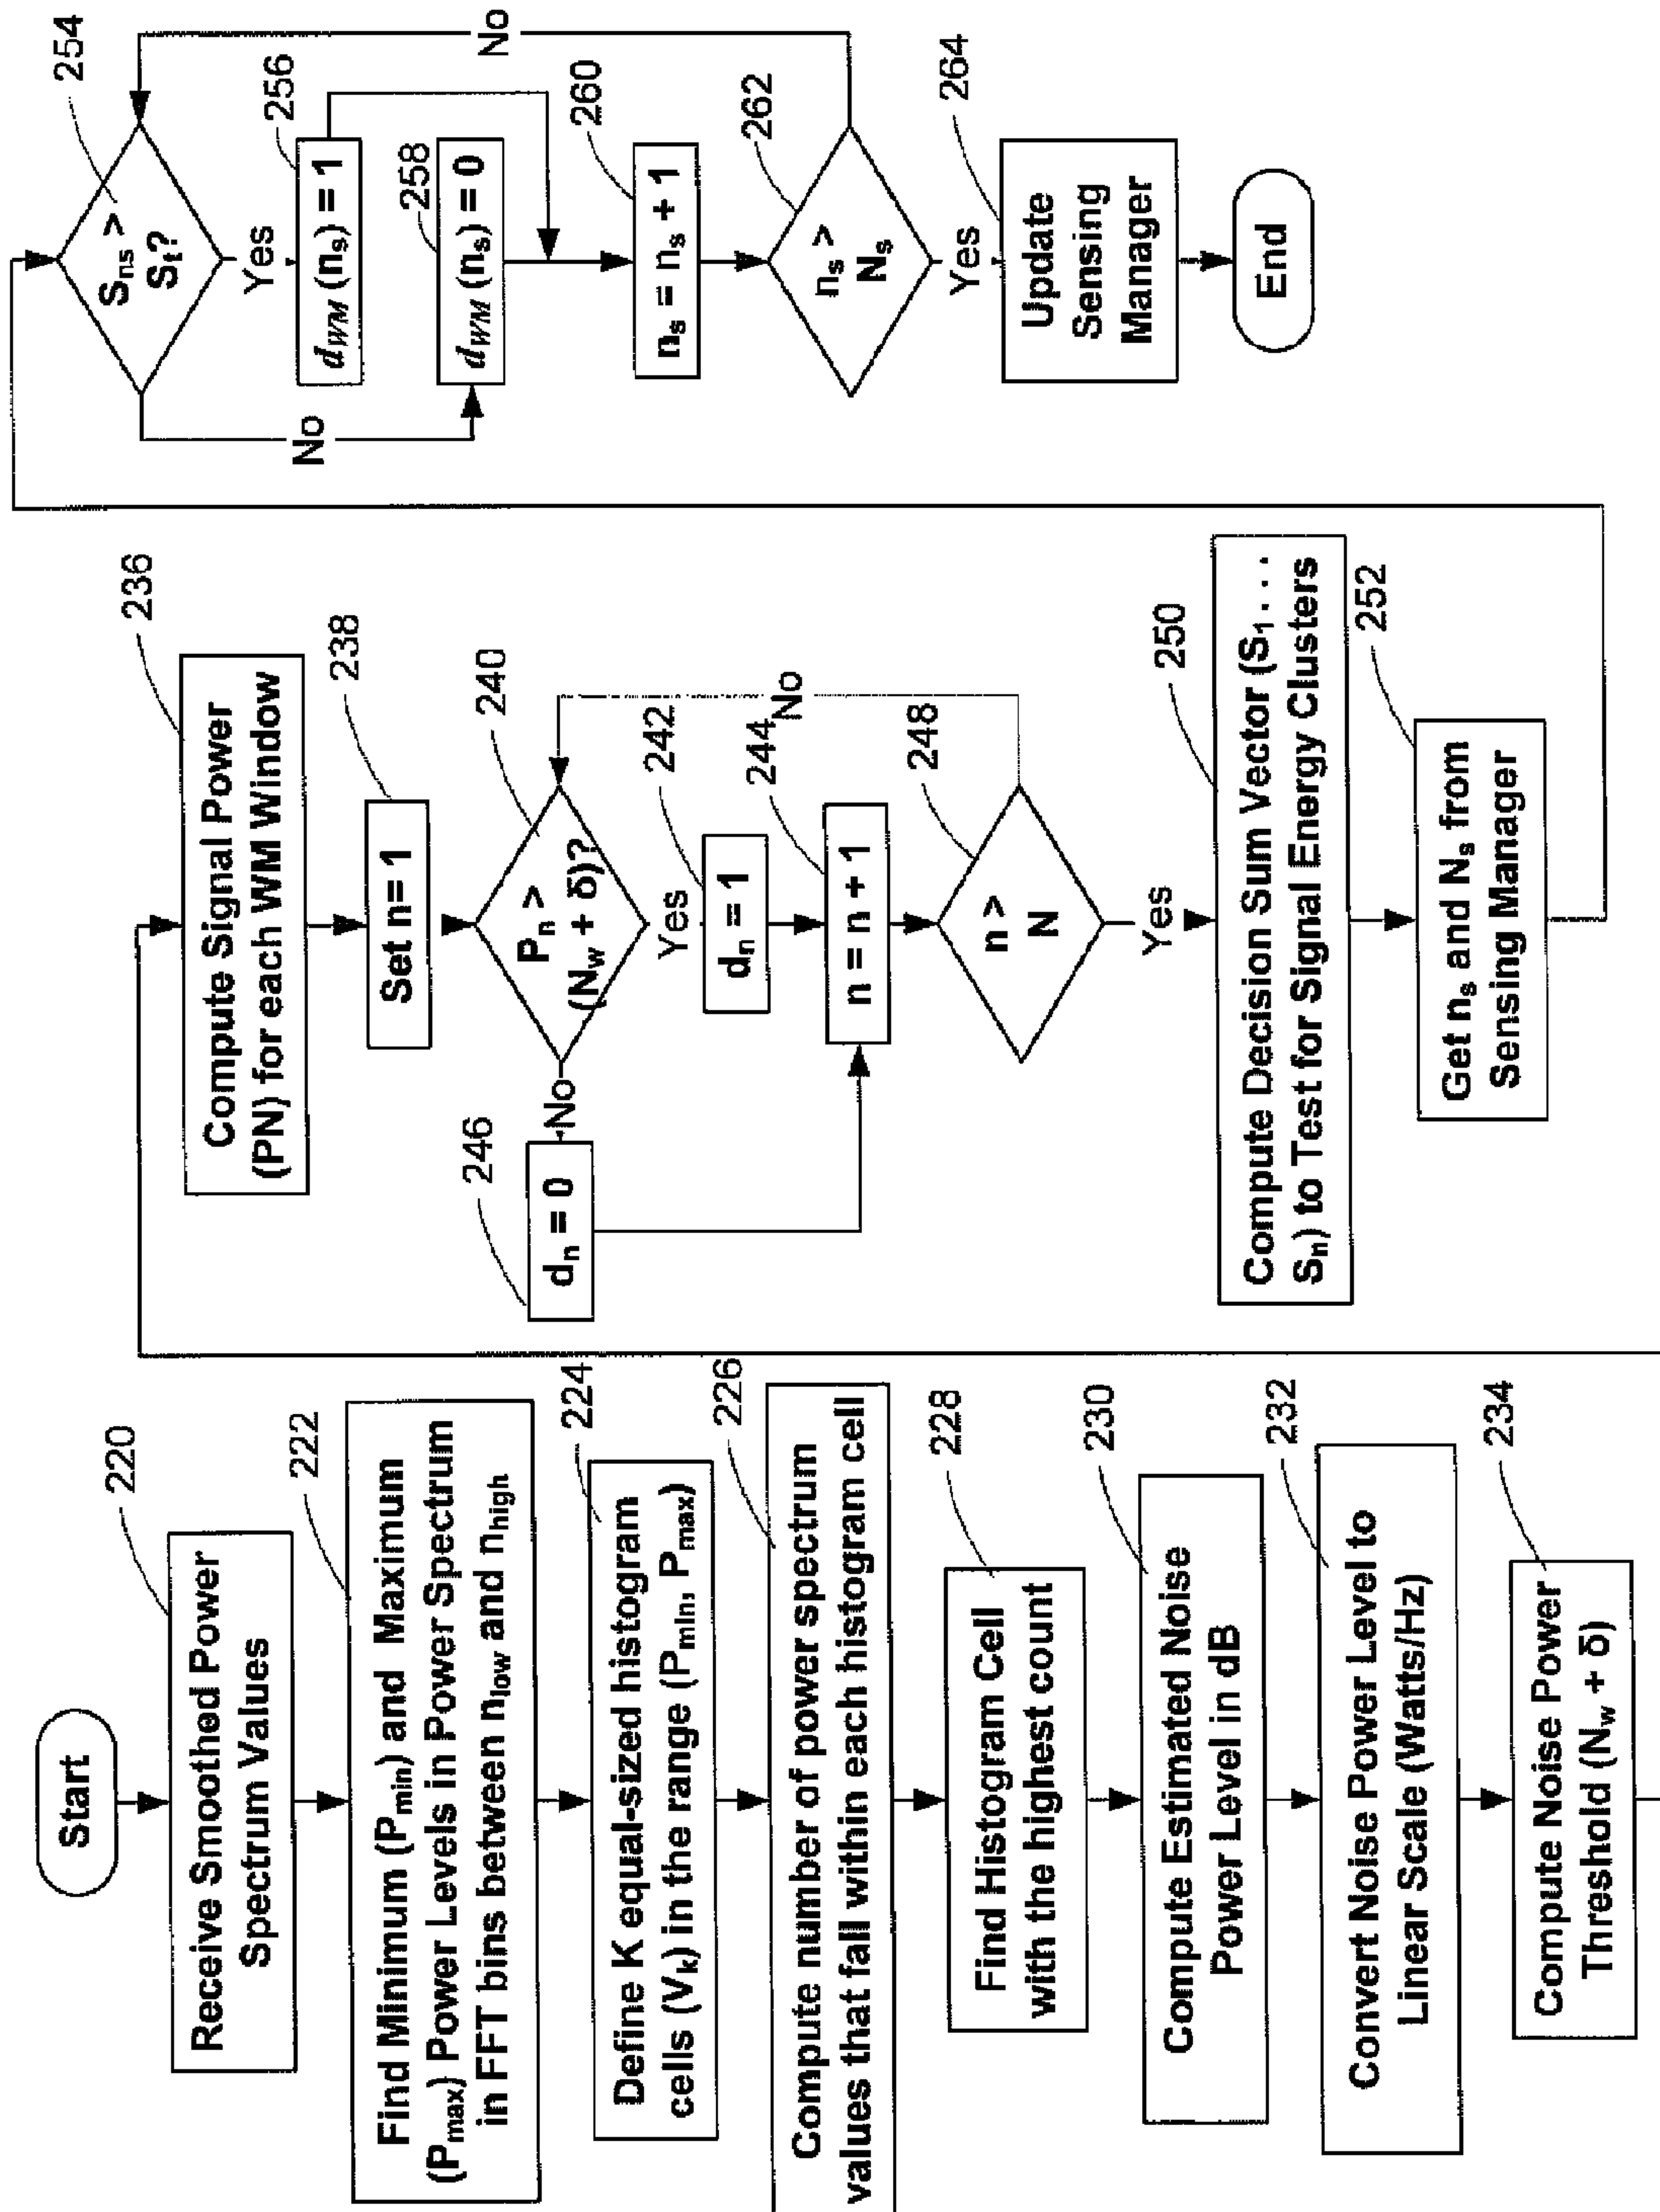 Start
220
Receive Smoothed Power
Spectrum Values
222
Find Minimum (Pmin) and Maximum
(Pmax) Power Levels in Power Spectrum
in FFT bins between nlow and nhigh
224
Define K equal-sized histogram
cells (Vk) in the range (Pmin, Pmax)
226
Compute number of power spectrum
values that fall within each histogram cell
228
Find Histogram Cell
with the highest count
230
Compute Estimated Noise
Power Level in dB
232
Convert Noise Power Level to
Linear Scale (Watts/Hz)
234
Compute Noise Power
Threshold (Nw + δ)
236
Compute Signal Power
(PN) for each WM Window
238
Set n= 1
240
Pn >
(Nw + δ)?
No
Yes
246
dn = 0
242
dn = 1
244
n = n + 1
No
248
n >
N
Yes
250
Compute Decision Sum Vector (S1 . . .
Sn) to Test for Signal Energy Clusters
252
Get ns and Ns from
Sensing Manager
254
Sns >
St?
Yes
No
256
dWM (ns) = 1
258
dWM (ns) = 0
260
ns = ns + 1
No
262
ns >
Ns
Yes
264
Update
Sensing
Manager
End